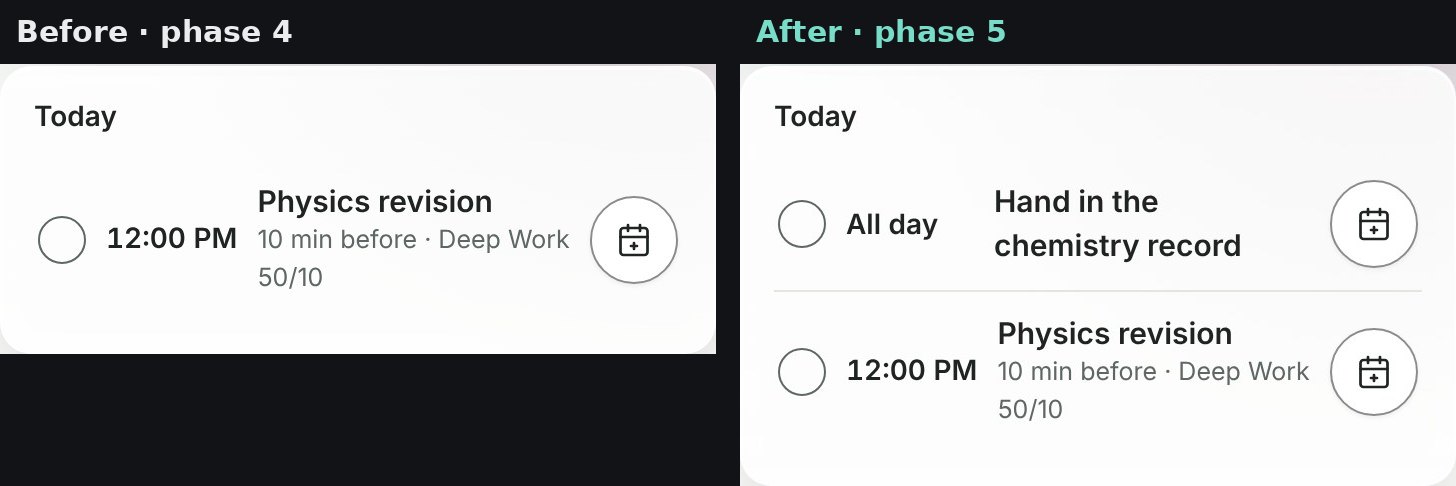 Before · phase 4
Today
12:00 PM
Physics revision
10 min before · Deep Work
50/10
After · phase 5
Today
All day
Hand in the
chemistry record
12:00 PM
Physics revision
10 min before · Deep Work
50/10